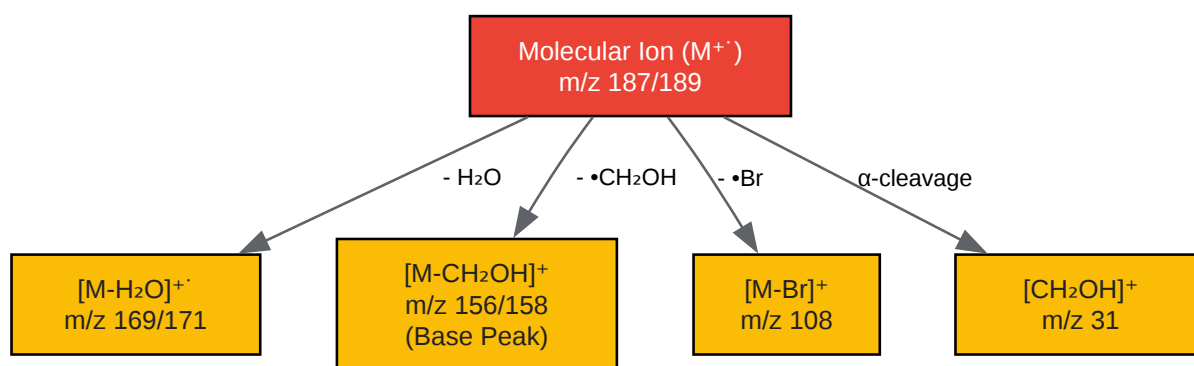 Molecular Ion (M⁺˙)
m/z 187/189
- H₂O
- •CH₂OH
- •Br
α-cleavage
[M-H₂O]⁺˙
m/z 169/171
[M-CH₂OH]⁺
m/z 156/158
(Base Peak)
[M-Br]⁺
m/z 108
[CH₂OH]⁺
m/z 31